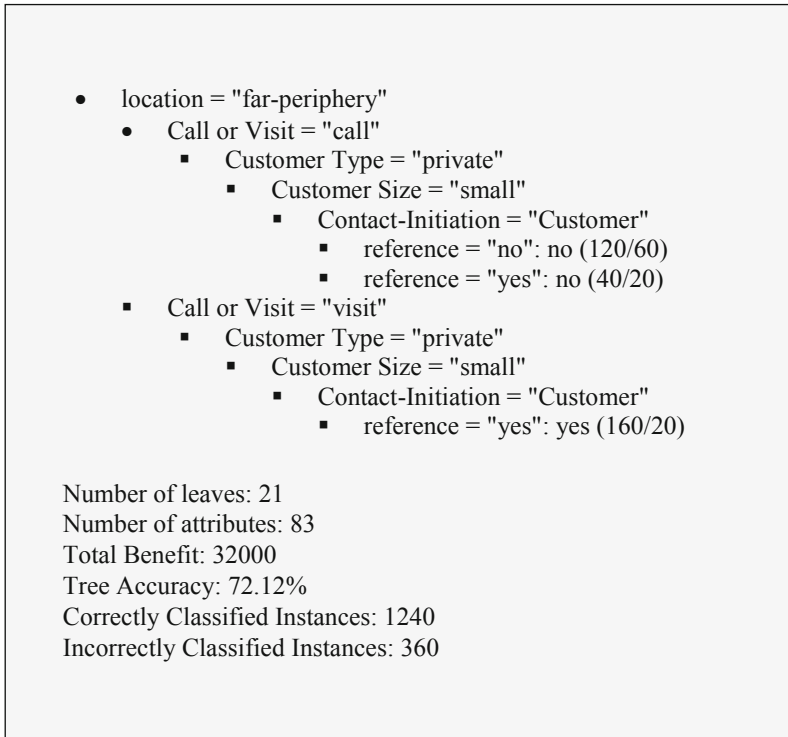 • location = "far-periphery"
• Call or Visit = "call"
▪ Customer Type = "private"
▪ Customer Size = "small"
▪ Contact-Initiation = "Customer"
▪ reference = "no": no (120/60)
▪ reference = "yes": no (40/20)
▪ Call or Visit = "visit"
▪ Customer Type = "private"
▪ Customer Size = "small"
▪ Contact-Initiation = "Customer"
▪ reference = "yes": yes (160/20)
Number of leaves: 21
Number of attributes: 83
Total Benefit: 32000
Tree Accuracy: 72.12%
Correctly Classified Instances: 1240
Incorrectly Classified Instances: 360